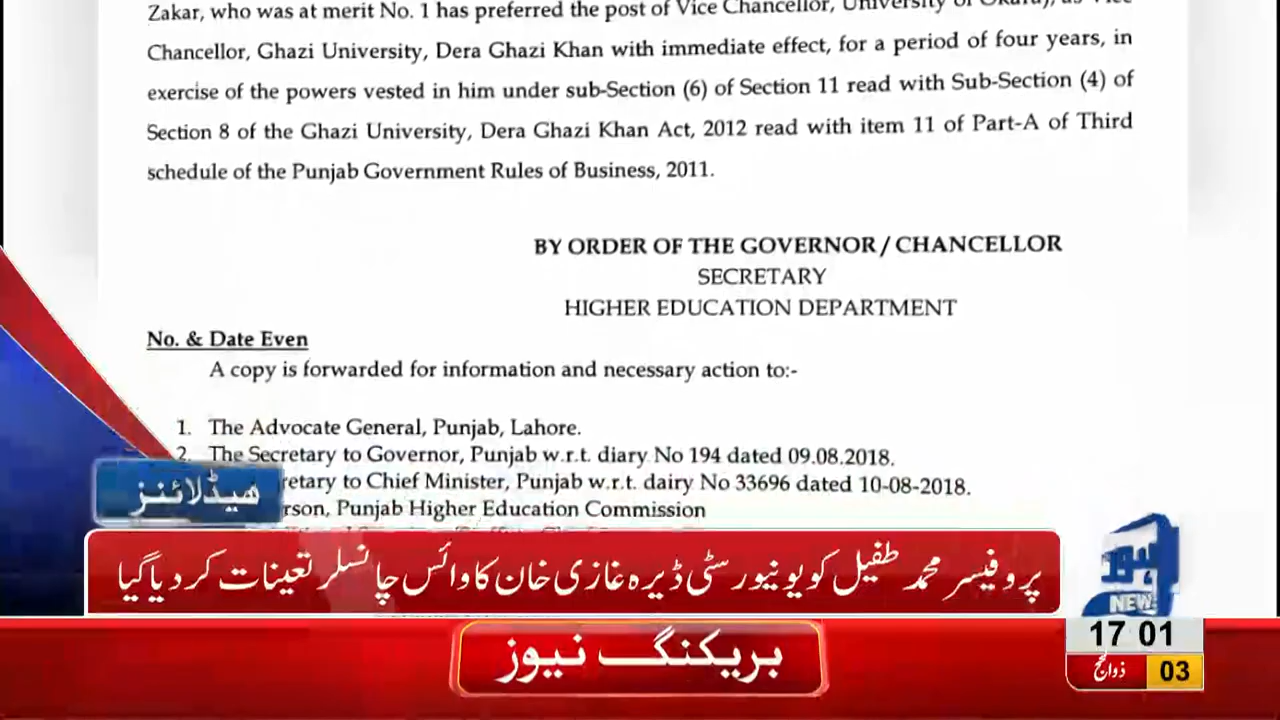 Zakar, who was at merit No. 1 has preferred the post of Vice Chancellor, University of Okara), as Vice
Chancellor, Ghazi University, Dera Ghazi Khan with immediate effect, for a period of four years, in
exercise of the powers vested in him under sub-Section (6) of Section 11 read with Sub-Section (4) of
Section 8 of the Ghazi University, Dera Ghazi Khan Act, 2012 read with item 11 of Part-A of Third
schedule of the Punjab Government Rules of Business, 2011.
BY ORDER OF THE GOVERNOR / CHANCELLOR
SECRETARY
HIGHER EDUCATION DEPARTMENT
No. & Date Even
A copy is forwarded for information and necessary action to:-
1. The Advocate General, Punjab, Lahore.
2. The Secretary to Governor, Punjab w.r.t. diary No 194 dated 09.08.2018.
retary to Chief Minister, Punjab w.r.t. dairy No 33696 dated 10-08-2018.
rson, Punjab Higher Education Commission
ہیڈلائنز
پروفیسر محمد طفیل کو یونیورسٹی ڈیرہ غازی خان کا وائس چانسلر تعینات کر دیا گیا
نیوز
NEWS
بریکنگ نیوز
17 01
ذوالحج 03